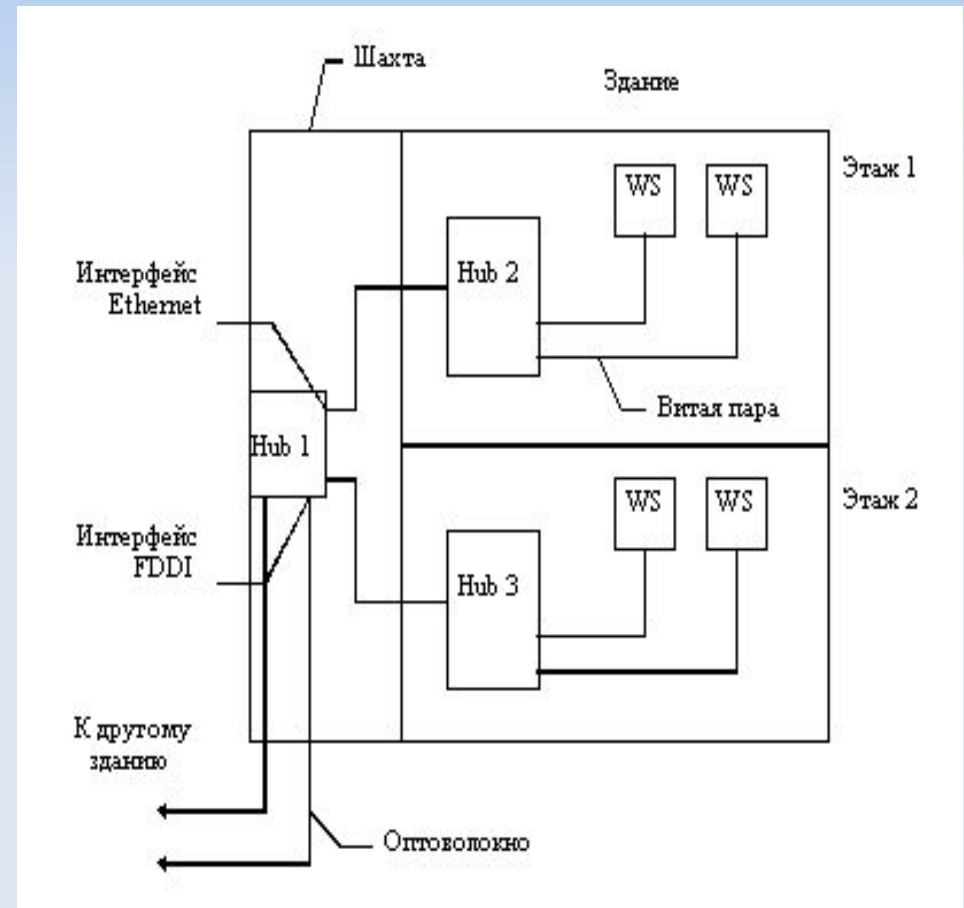 Шахта
Здание
Этаж 1
WS
WS
Hub 2
Интерфейс
Ethernet
Витая пара
Hub 1
Этаж 2
WS
WS
Интерфейс
FDDI
Hub 3
К другому
зданию
Оптоволокно